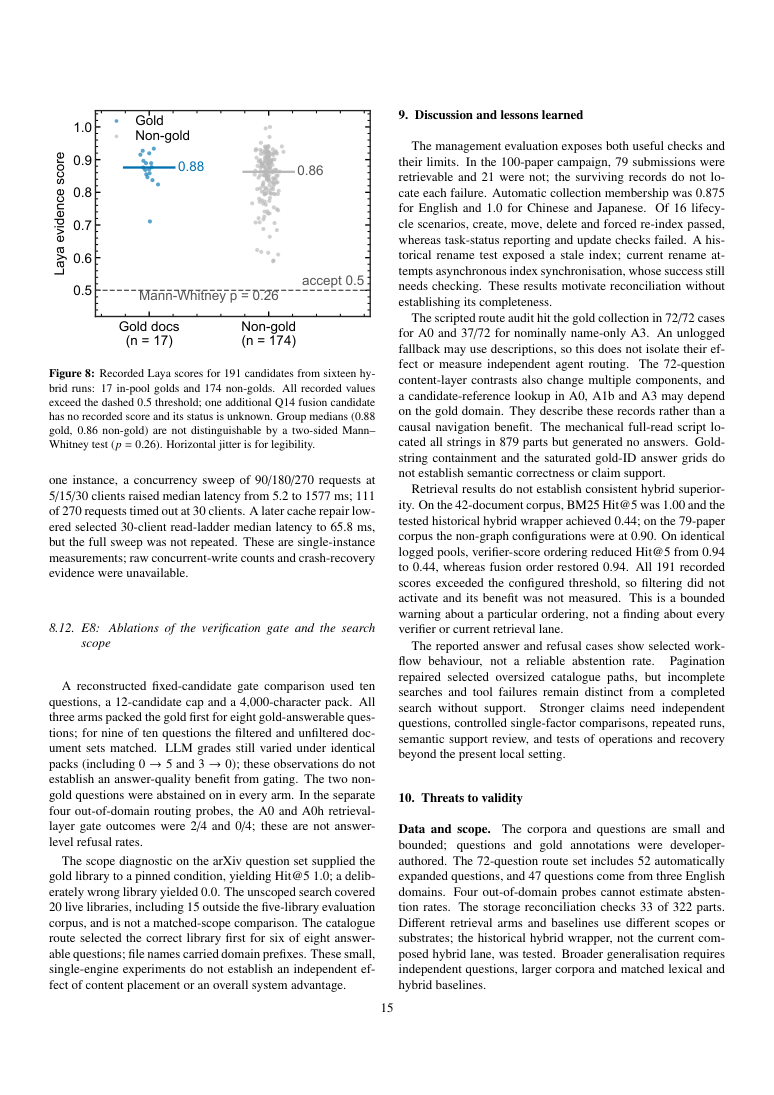 1.0
0.9
0.8
0.7
0.6
0.5
Laya evidence score
Gold
Non-gold
0.88
0.86
accept 0.5
Mann-Whitney p = 0.26
Gold docs
(n = 17)
Non-gold
(n = 174)
Figure 8: Recorded Laya scores for 191 candidates from sixteen hy-
brid runs: 17 in-pool golds and 174 non-golds. All recorded values
exceed the dashed 0.5 threshold; one additional Q14 fusion candidate
has no recorded score and its status is unknown. Group medians (0.88
gold, 0.86 non-gold) are not distinguishable by a two-sided Mann–
Whitney test (p = 0.26). Horizontal jitter is for legibility.
one instance, a concurrency sweep of 90/180/270 requests at
5/15/30 clients raised median latency from 5.2 to 1577 ms; 111
of 270 requests timed out at 30 clients. A later cache repair low-
ered selected 30-client read-ladder median latency to 65.8 ms,
but the full sweep was not repeated. These are single-instance
measurements; raw concurrent-write counts and crash-recovery
evidence were unavailable.
8.12. E8: Ablations of the verification gate and the search
scope
A reconstructed fixed-candidate gate comparison used ten
questions, a 12-candidate cap and a 4,000-character pack. All
three arms packed the gold first for eight gold-answerable ques-
tions; for nine of ten questions the filtered and unfiltered doc-
ument sets matched. LLM grades still varied under identical
packs (including 0 → 5 and 3 → 0); these observations do not
establish an answer-quality benefit from gating. The two non-
gold questions were abstained on in every arm. In the separate
four out-of-domain routing probes, the A0 and A0h retrieval-
layer gate outcomes were 2/4 and 0/4; these are not answer-
level refusal rates.
The scope diagnostic on the arXiv question set supplied the
gold library to a pinned condition, yielding Hit@5 1.0; a delib-
erately wrong library yielded 0.0. The unscoped search covered
20 live libraries, including 15 outside the five-library evaluation
corpus, and is not a matched-scope comparison. The catalogue
route selected the correct library first for six of eight answer-
able questions; file names carried domain prefixes. These small,
single-engine experiments do not establish an independent ef-
fect of content placement or an overall system advantage.
9. Discussion and lessons learned
The management evaluation exposes both useful checks and
their limits. In the 100-paper campaign, 79 submissions were
retrievable and 21 were not; the surviving records do not lo-
cate each failure. Automatic collection membership was 0.875
for English and 1.0 for Chinese and Japanese. Of 16 lifecy-
cle scenarios, create, move, delete and forced re-index passed,
whereas task-status reporting and update checks failed. A his-
torical rename test exposed a stale index; current rename at-
tempts asynchronous index synchronisation, whose success still
needs checking. These results motivate reconciliation without
establishing its completeness.
The scripted route audit hit the gold collection in 72/72 cases
for A0 and 37/72 for nominally name-only A3. An unlogged
fallback may use descriptions, so this does not isolate their ef-
fect or measure independent agent routing. The 72-question
content-layer contrasts also change multiple components, and
a candidate-reference lookup in A0, A1b and A3 may depend
on the gold domain. They describe these records rather than a
causal navigation benefit. The mechanical full-read script lo-
cated all strings in 879 parts but generated no answers. Gold-
string containment and the saturated gold-ID answer grids do
not establish semantic correctness or claim support.
Retrieval results do not establish consistent hybrid superior-
ity. On the 42-document corpus, BM25 Hit@5 was 1.00 and the
tested historical hybrid wrapper achieved 0.44; on the 79-paper
corpus the non-graph configurations were at 0.90. On identical
logged pools, verifier-score ordering reduced Hit@5 from 0.94
to 0.44, whereas fusion order restored 0.94. All 191 recorded
scores exceeded the configured threshold, so filtering did not
activate and its benefit was not measured. This is a bounded
warning about a particular ordering, not a finding about every
verifier or current retrieval lane.
The reported answer and refusal cases show selected work-
flow behaviour, not a reliable abstention rate. Pagination
repaired selected oversized catalogue paths, but incomplete
searches and tool failures remain distinct from a completed
search without support. Stronger claims need independent
questions, controlled single-factor comparisons, repeated runs,
semantic support review, and tests of operations and recovery
beyond the present local setting.
10. Threats to validity
Data and scope. The corpora and questions are small and
bounded; questions and gold annotations were developer-
authored. The 72-question route set includes 52 automatically
expanded questions, and 47 questions come from three English
domains. Four out-of-domain probes cannot estimate absten-
tion rates. The storage reconciliation checks 33 of 322 parts.
Different retrieval arms and baselines use different scopes or
substrates; the historical hybrid wrapper, not the current com-
posed hybrid lane, was tested. Broader generalisation requires
independent questions, larger corpora and matched lexical and
hybrid baselines.
15